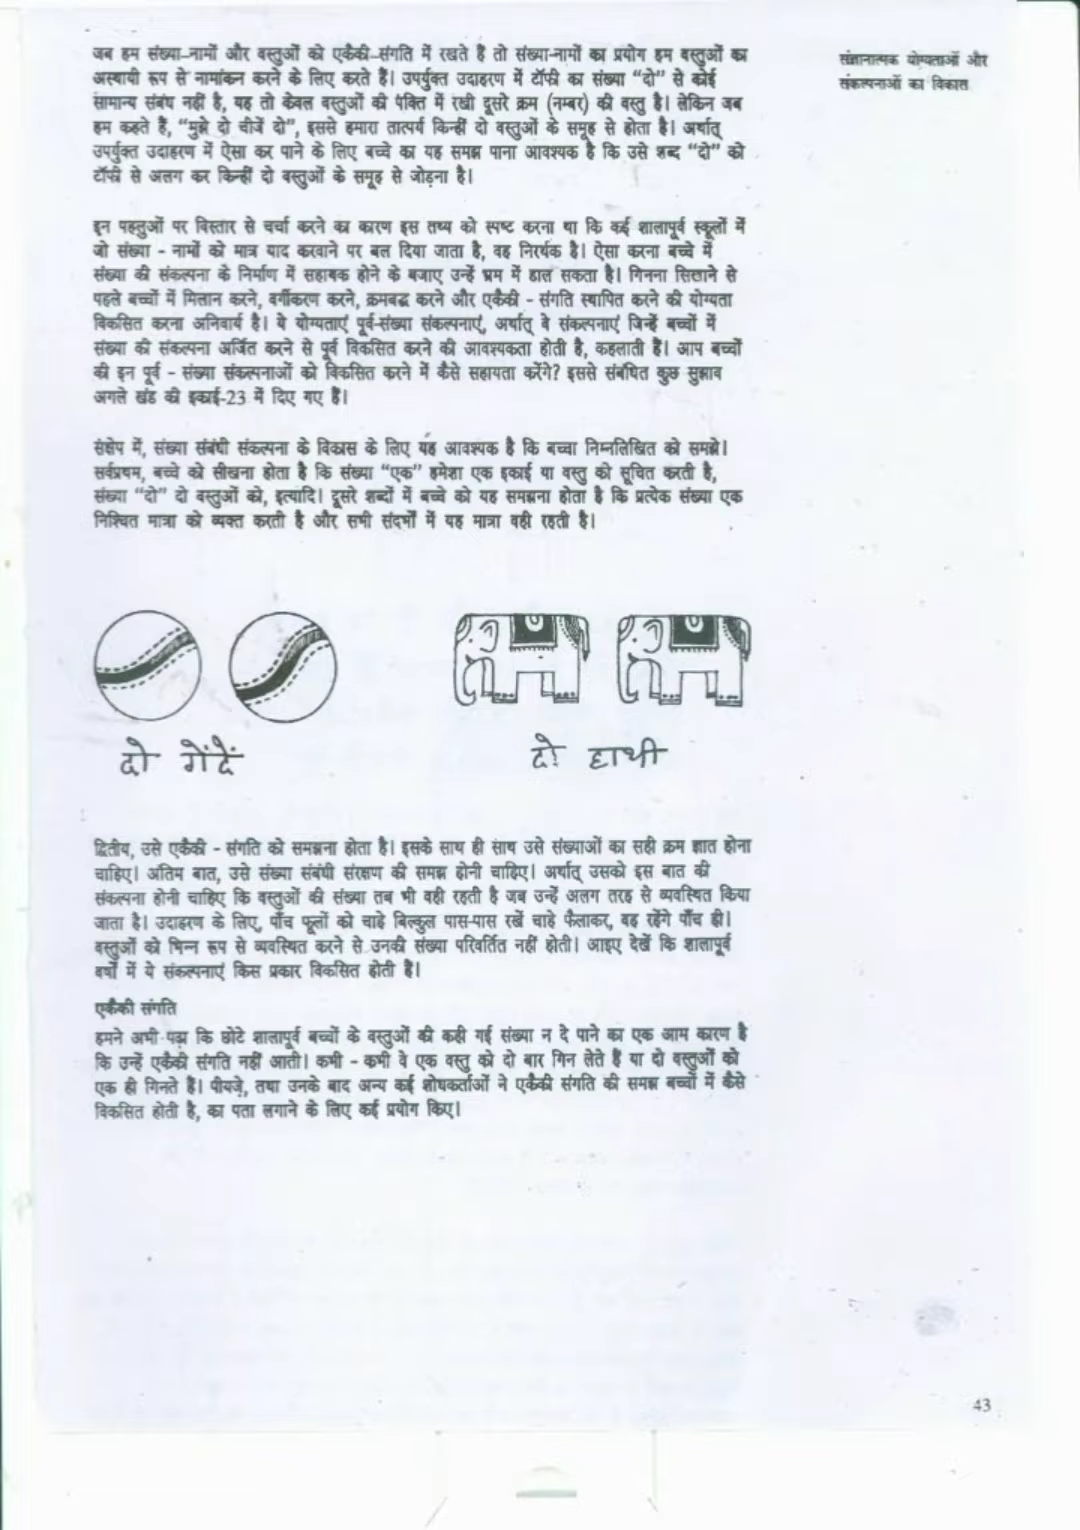 संज्ञानात्मक योग्यताओं और
संकल्पनाओं का विकास
जब हम संख्या-नामों और वस्तुओं को एकैकी-संगति में रखते हैं तो संख्या-नामों का प्रयोग हम वस्तुओं का
अस्थायी रूप से नामांकन करने के लिए करते हैं। उपर्युक्त उदाहरण में टॉफी का संख्या “दो” से कोई
सामान्य संबंध नहीं है, यह तो केवल वस्तुओं की पंक्ति में रखी दूसरे क्रम (नम्बर) की वस्तु है। लेकिन जब
हम कहते हैं, “मुझे दो चीजें दो”, इससे हमारा तात्पर्य किन्हीं दो वस्तुओं के समूह से होता है। अर्थात्
उपर्युक्त उदाहरण में ऐसा कर पाने के लिए बच्चे का यह समझ पाना आवश्यक है कि उसे शब्द “दो” को
टॉफी से अलग कर किन्हीं दो वस्तुओं के समूह से जोड़ना है।
इन पहलुओं पर विस्तार से चर्चा करने का कारण इस तथ्य को स्पष्ट करना था कि कई शालापूर्व स्कूलों में
जो संख्या - नामों को मात्र याद करवाने पर बल दिया जाता है, वह निरर्थक है। ऐसा करना बच्चे में
संख्या की संकल्पना के निर्माण में सहायक होने के बजाए उन्हें भ्रम में डाल सकता है। गिनना सिखाने से
पहले बच्चों में मिलान करने, वर्गीकरण करने, क्रमबद्ध करने और एकैकी - संगति स्थापित करने की योग्यता
विकसित करना अनिवार्य है। ये योग्यताएं पूर्व-संख्या संकल्पनाएं, अर्थात् वे संकल्पनाएं जिन्हें बच्चों में
संख्या की संकल्पना अर्जित करने से पूर्व विकसित करने की आवश्यकता होती है, कहलाती हैं। आप बच्चों
की इन पूर्व - संख्या संकल्पनाओं को विकसित करने में कैसे सहायता करेंगे? इससे संबंधित कुछ सुझाव
अगले खंड की इकाई-23 में दिए गए हैं।
संक्षेप में, संख्या संबंधी संकल्पना के विकास के लिए यह आवश्यक है कि बच्चा निम्नलिखित को समझे।
सर्वप्रथम, बच्चे को सीखना होता है कि संख्या “एक” हमेशा एक इकाई या वस्तु को सूचित करती है,
संख्या “दो” दो वस्तुओं को, इत्यादि। दूसरे शब्दों में बच्चे को यह समझना होता है कि प्रत्येक संख्या एक
निश्चित मात्रा को व्यक्त करती है और सभी संदर्भों में यह मात्रा वही रहती है।
दो गेंदें
दो हाथी
द्वितीय, उसे एकैकी - संगति को समझना होता है। इसके साथ ही साथ उसे संख्याओं का सही क्रम ज्ञात होना
चाहिए। अंतिम बात, उसे संख्या संबंधी संरक्षण की समझ होनी चाहिए। अर्थात् उसको इस बात की
संकल्पना होनी चाहिए कि वस्तुओं की संख्या तब भी वही रहती है जब उन्हें अलग तरह से व्यवस्थित किया
जाता है। उदाहरण के लिए, पाँच फूलों को चाहे बिल्कुल पास-पास रखें चाहे फैलाकर, वह रहेंगे पाँच ही।
वस्तुओं को भिन्न रूप से व्यवस्थित करने से उनकी संख्या परिवर्तित नहीं होती। आइए देखें कि शालापूर्व
वर्षों में ये संकल्पनाएं किस प्रकार विकसित होती हैं।
एकैकी संगति
हमने अभी पढ़ा कि छोटे शालापूर्व बच्चों के वस्तुओं की कही गई संख्या न दे पाने का एक आम कारण है
कि उन्हें एकैकी संगति नहीं आती। कभी - कभी वे एक वस्तु को दो बार गिन लेते हैं या दो वस्तुओं को
एक ही गिनते हैं। पीयजे, तथा उनके बाद अन्य कई शोधकर्ताओं ने एकैकी संगति की समझ बच्चों में कैसे
विकसित होती है, का पता लगाने के लिए कई प्रयोग किए।
43